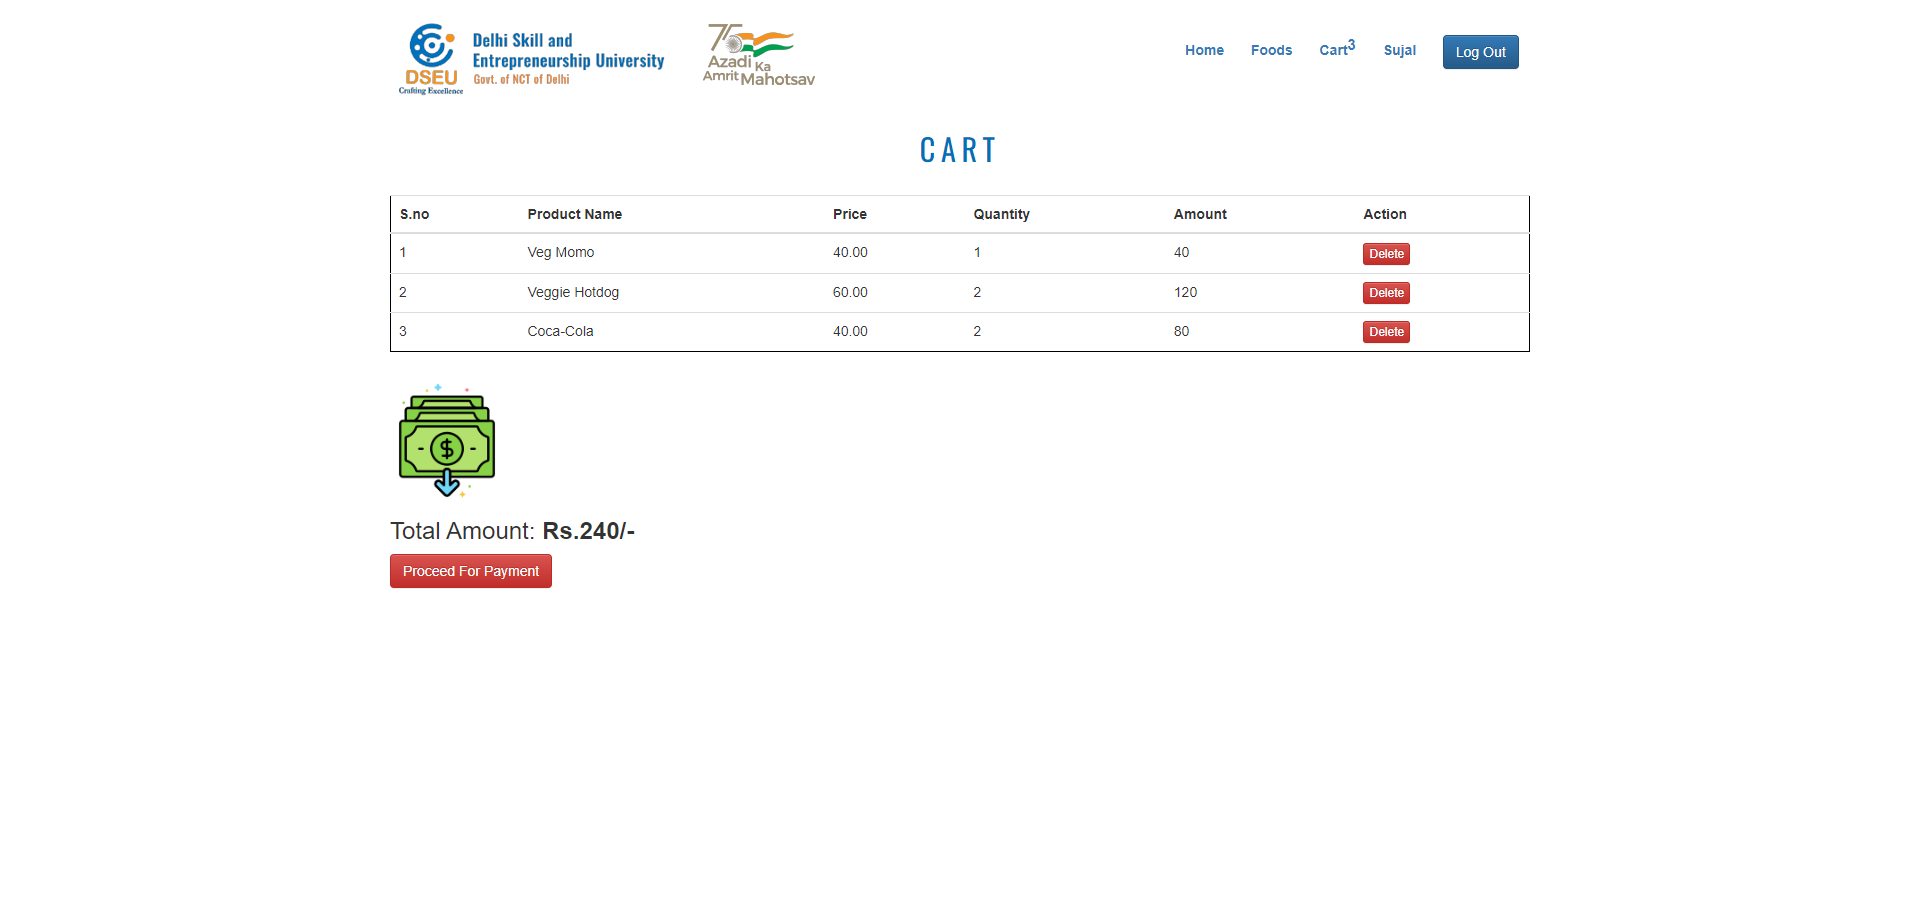 Delhi Skill and
Entrepreneurship University
Govt. of NCT of Delhi
DSEU
Crafting Excellence
75
Azadi Ka
Amrit Mahotsav
Home Foods Cart3 Sujal Log Out
CART
S.no Product Name Price Quantity Amount Action
1 Veg Momo 40.00 1 40 Delete
2 Veggie Hotdog 60.00 2 120 Delete
3 Coca-Cola 40.00 2 80 Delete
$
Total Amount: Rs.240/-
Proceed For Payment